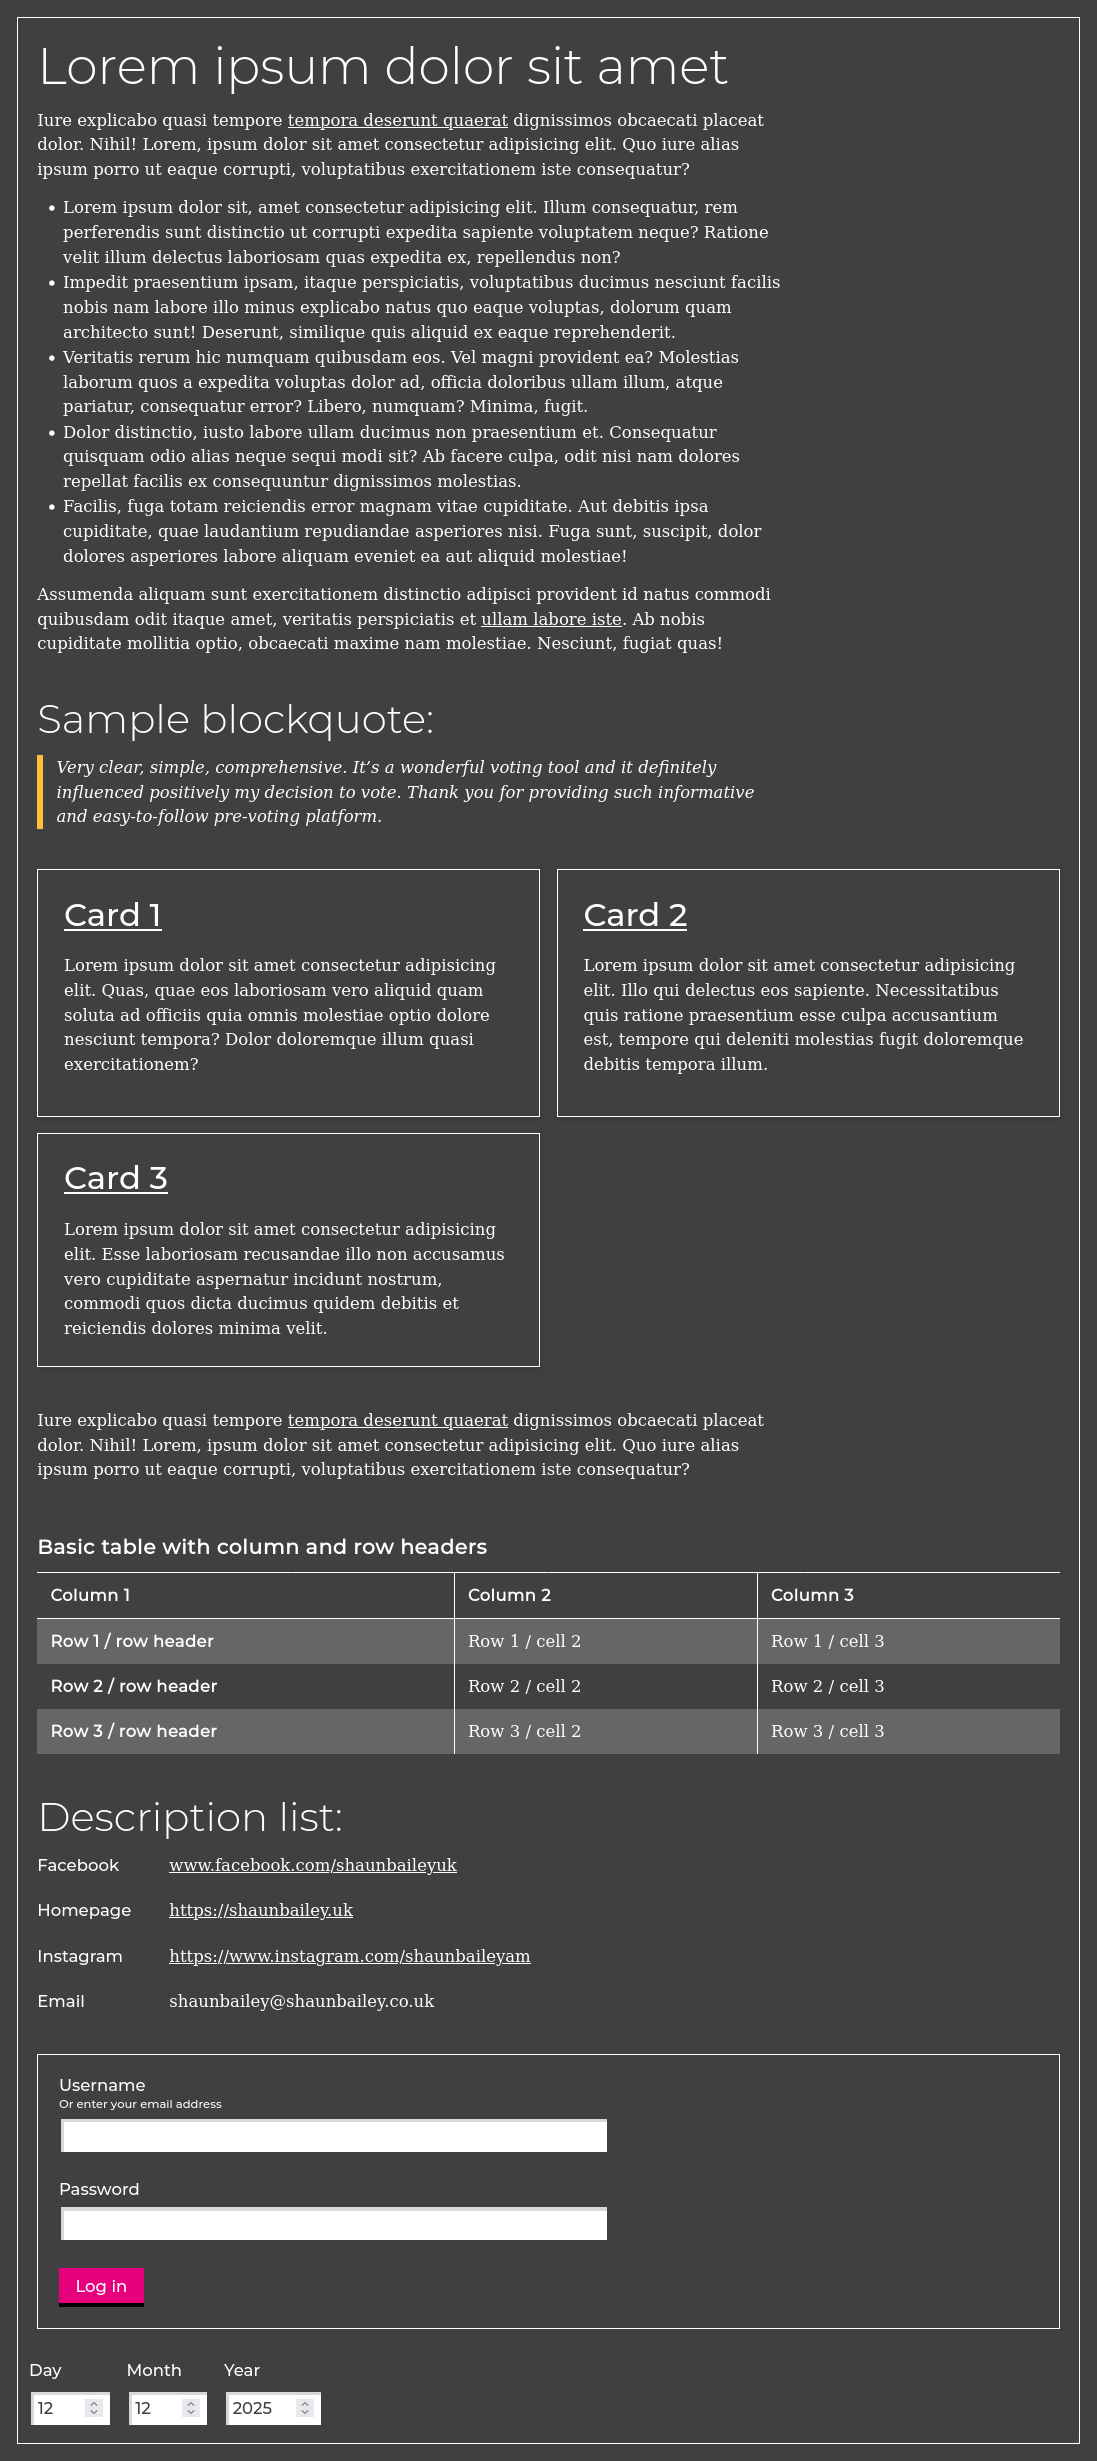 Lorem ipsum dolor sit amet
Iure explicabo quasi tempore tempora deserunt quaerat dignissimos obcaecati placeat
dolor. Nihil! Lorem, ipsum dolor sit amet consectetur adipisicing elit. Quo iure alias
ipsum porro ut eaque corrupti, voluptatibus exercitationem iste consequatur?
• Lorem ipsum dolor sit, amet consectetur adipisicing elit. Illum consequatur, rem
perferendis sunt distinctio ut corrupti expedita sapiente voluptatem neque? Ratione
velit illum delectus laboriosam quas expedita ex, repellendus non?
• Impedit praesentium ipsam, itaque perspiciatis, voluptatibus ducimus nesciunt facilis
nobis nam labore illo minus explicabo natus quo eaque voluptas, dolorum quam
architecto sunt! Deserunt, similique quis aliquid ex eaque reprehenderit.
• Veritatis rerum hic numquam quibusdam eos. Vel magni provident ea? Molestias
laborum quos a expedita voluptas dolor ad, officia doloribus ullam illum, atque
pariatur, consequatur error? Libero, numquam? Minima, fugit.
• Dolor distinctio, iusto labore ullam ducimus non praesentium et. Consequatur
quisquam odio alias neque sequi modi sit? Ab facere culpa, odit nisi nam dolores
repellat facilis ex consequuntur dignissimos molestias.
• Facilis, fuga totam reiciendis error magnam vitae cupiditate. Aut debitis ipsa
cupiditate, quae laudantium repudiandae asperiores nisi. Fuga sunt, suscipit, dolor
dolores asperiores labore aliquam eveniet ea aut aliquid molestiae!
Assumenda aliquam sunt exercitationem distinctio adipisci provident id natus commodi
quibusdam odit itaque amet, veritatis perspiciatis et ullam labore iste. Ab nobis
cupiditate mollitia optio, obcaecati maxime nam molestiae. Nesciunt, fugiat quas!
Sample blockquote:
Very clear, simple, comprehensive. It’s a wonderful voting tool and it definitely
influenced positively my decision to vote. Thank you for providing such informative
and easy-to-follow pre-voting platform.
Card 1
Lorem ipsum dolor sit amet consectetur adipisicing
elit. Quas, quae eos laboriosam vero aliquid quam
soluta ad officiis quia omnis molestiae optio dolore
nesciunt tempora? Dolor doloremque illum quasi
exercitationem?
Card 2
Lorem ipsum dolor sit amet consectetur adipisicing
elit. Illo qui delectus eos sapiente. Necessitatibus
quis ratione praesentium esse culpa accusantium
est, tempore qui deleniti molestias fugit doloremque
debitis tempora illum.
Card 3
Lorem ipsum dolor sit amet consectetur adipisicing
elit. Esse laboriosam recusandae illo non accusamus
vero cupiditate aspernatur incidunt nostrum,
commodi quos dicta ducimus quidem debitis et
reiciendis dolores minima velit.
Iure explicabo quasi tempore tempora deserunt quaerat dignissimos obcaecati placeat
dolor. Nihil! Lorem, ipsum dolor sit amet consectetur adipisicing elit. Quo iure alias
ipsum porro ut eaque corrupti, voluptatibus exercitationem iste consequatur?
Basic table with column and row headers
Column 1 Column 2 Column 3
Row 1 / row header Row 1 / cell 2 Row 1 / cell 3
Row 2 / row header Row 2 / cell 2 Row 2 / cell 3
Row 3 / row header Row 3 / cell 2 Row 3 / cell 3
Description list:
Facebook www.facebook.com/shaunbaileyuk
Homepage https://shaunbailey.uk
Instagram https://www.instagram.com/shaunbaileyam
Email shaunbailey@shaunbailey.co.uk
Username
Or enter your email address
Password
Log in
Day Month Year
12 12 2025